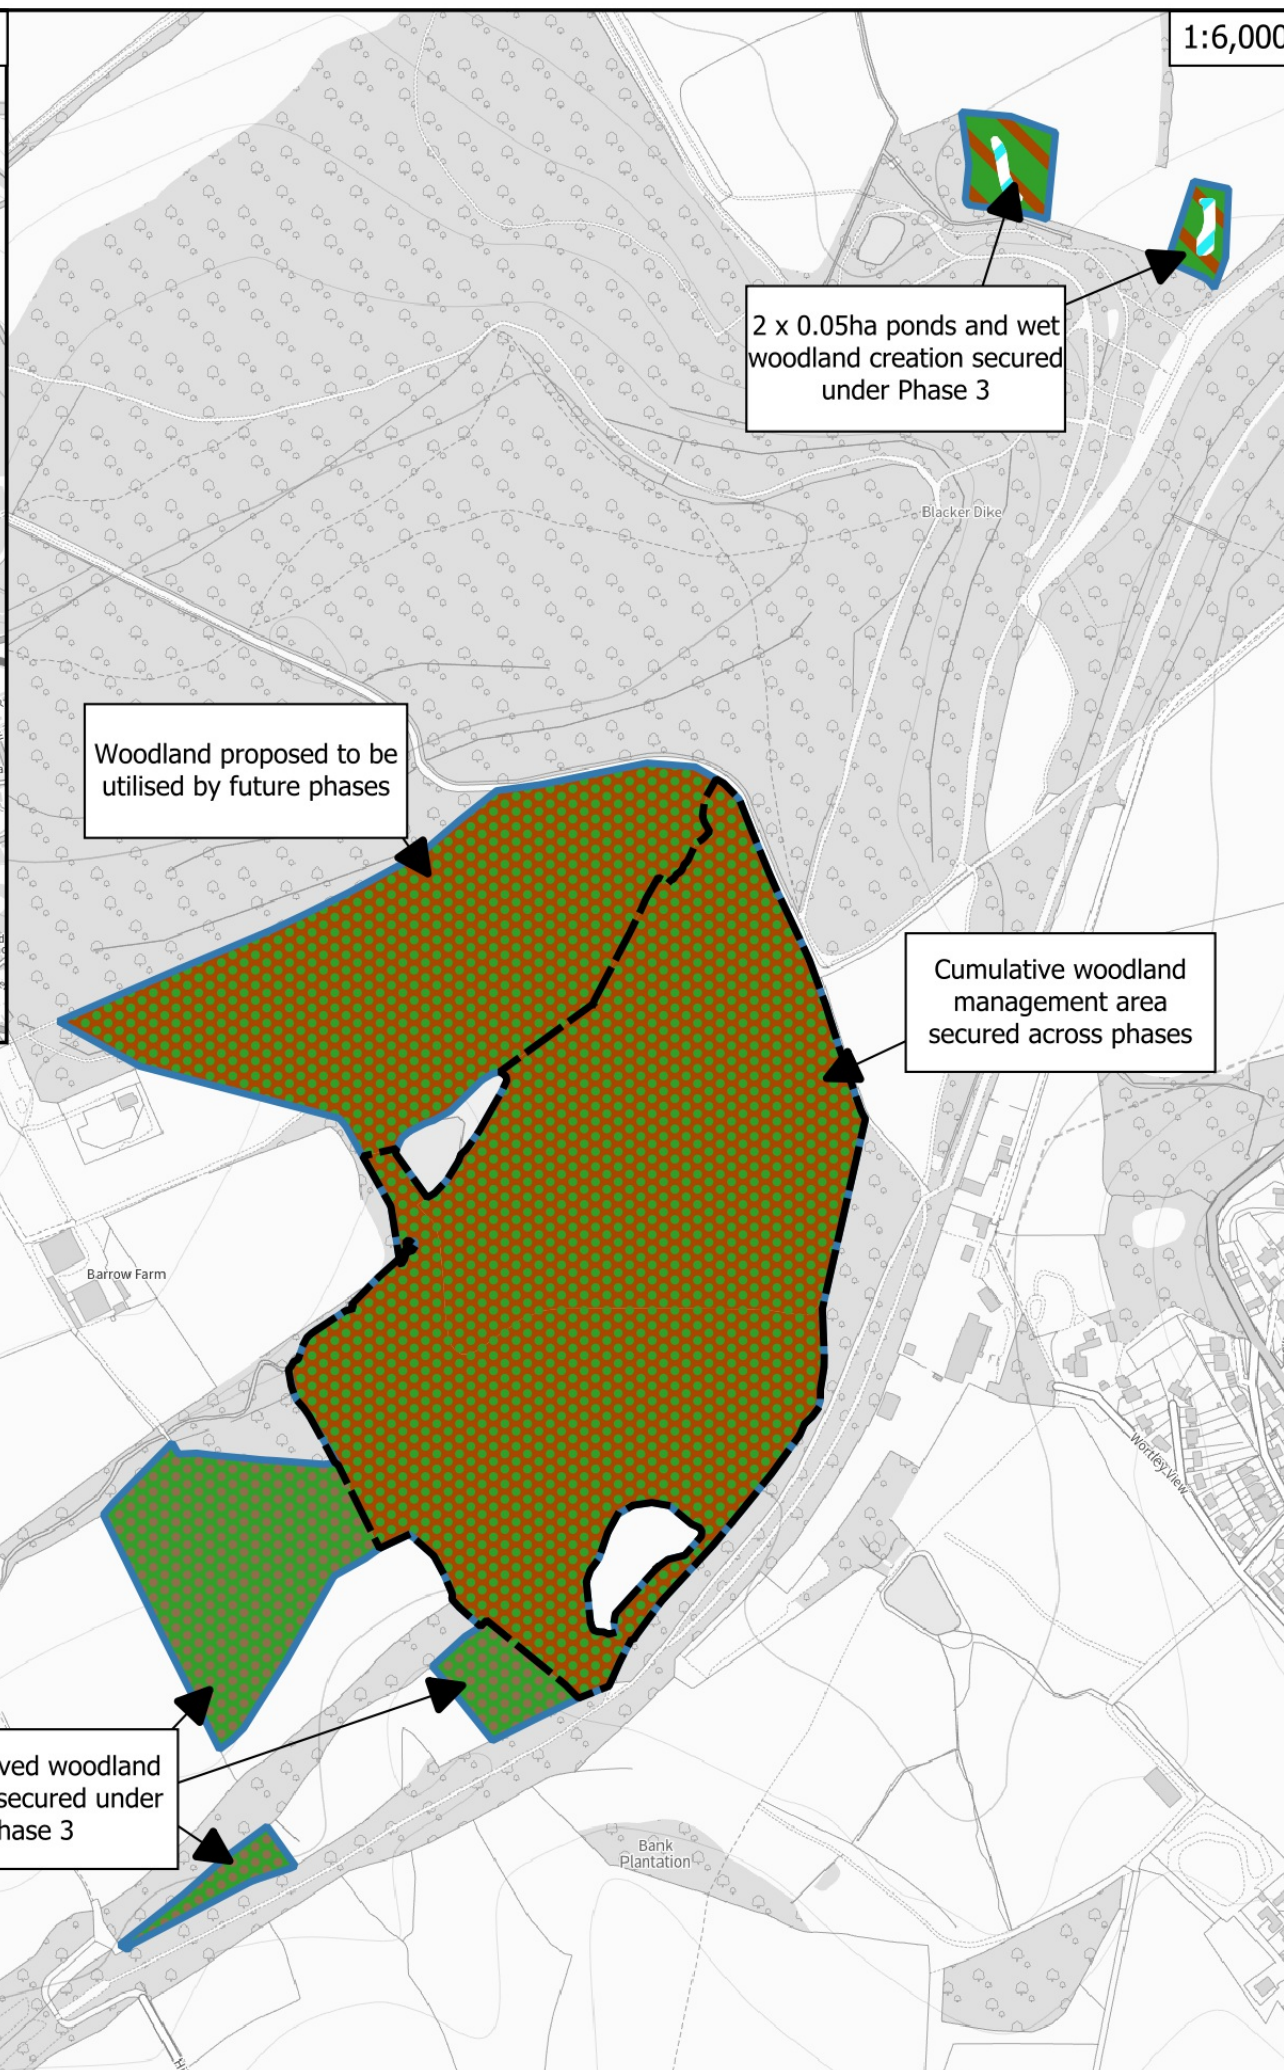 1:6,000
2 x 0.05ha ponds and wet
woodland creation secured
under Phase 3
Blacker Dike
Woodland proposed to be
utilised by future phases
Cumulative woodland
management area
secured across phases
Barrow Farm
Wortley View
ved woodland
secured under
hase 3
Bank
Plantation